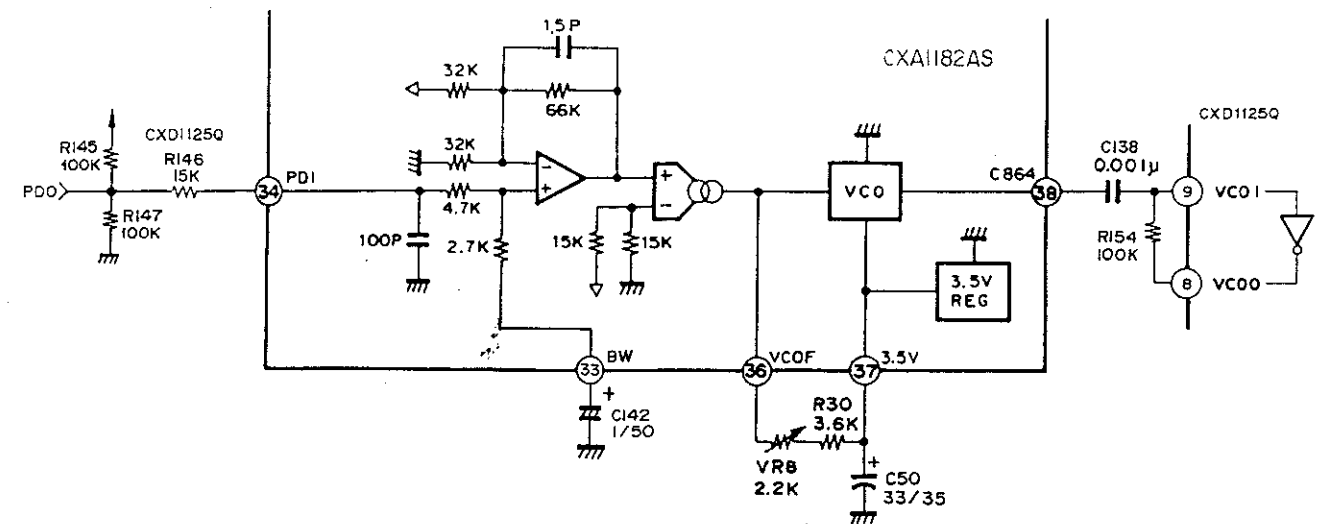 1.5P
66K
32K
32K
CXA1182AS
CXD1125Q
R145
100K
R146
15K
PDO
R147
100K
34
PDI
4.7K
100P
2.7K
-
+
+
-
15K
15K
VCO
3.5V
REG
C864
38
C138
0.001μ
CXD1125Q
9
VCOI
R154
100K
8
VCOO
33
BW
+
C142
1/50
36
VCOF
37
3.5V
R30
3.6K
VR8
2.2K
+
C50
33/35